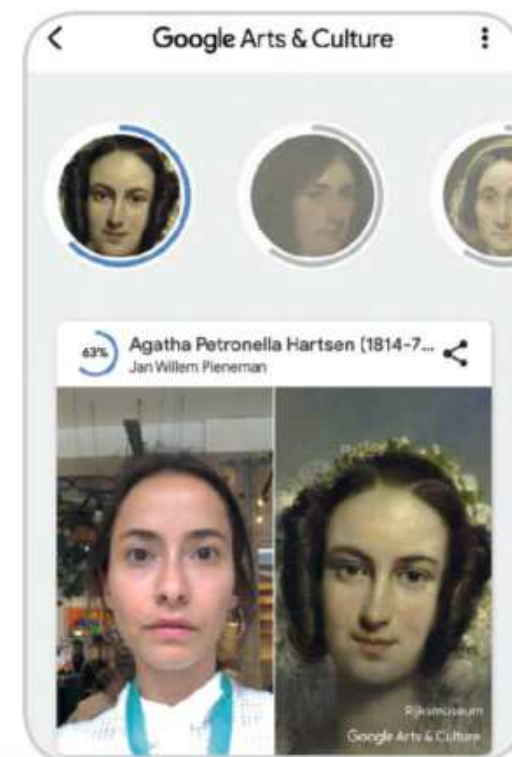 Google Arts & Culture
63%
Agatha Petronella Hartsen (1814-7...
Jan Willem Pieneman
Rijksmuseum
Google Arts & Culture